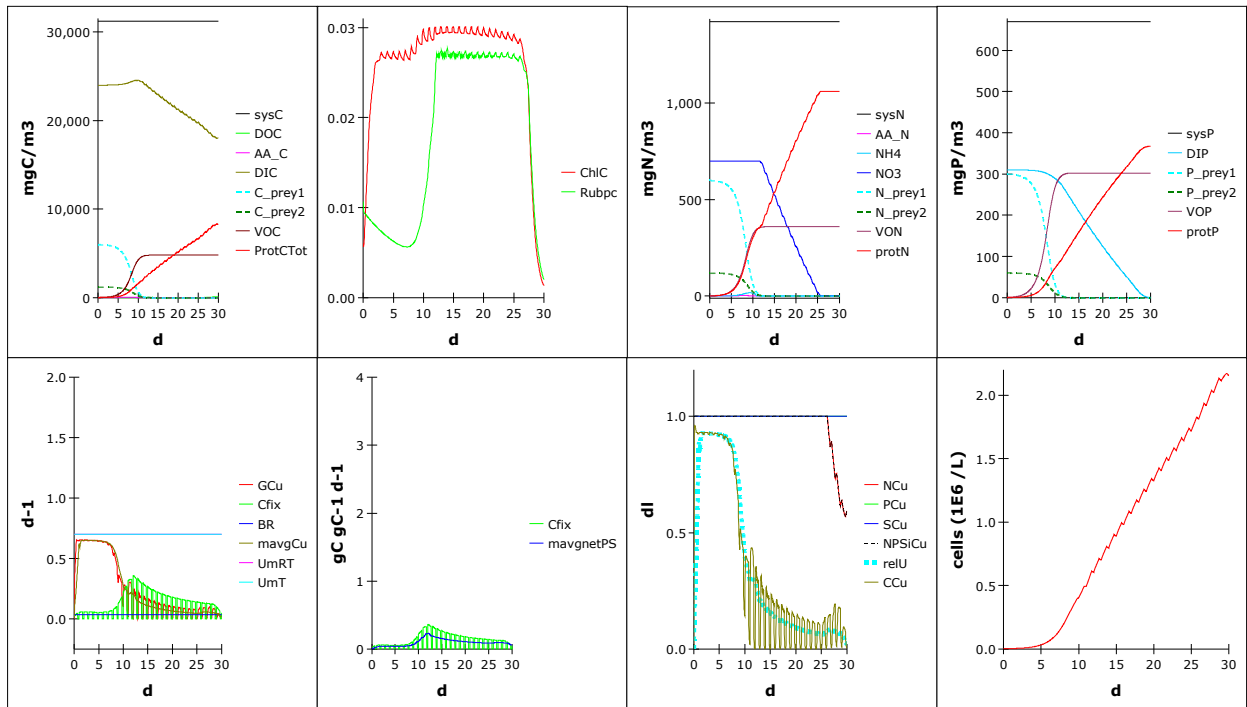 30,000
20,000
10,000
0
mgC/m3
0 5 10 15 20 25 30
d
sysC
DOC
AA_C
DIC
C_prey1
C_prey2
VOC
ProtCTot
0.03
0.02
0.01
0.00
0 5 10 15 20 25 30
d
ChlC
Rubpc
1,000
500
0
mgN/m3
0 5 10 15 20 25 30
d
sysN
AA_N
NH4
NO3
N_prey1
N_prey2
VON
protN
600
500
400
300
200
100
0
mgP/m3
0 5 10 15 20 25 30
d
sysP
DIP
P_prey1
P_prey2
VOP
protP
2.0
1.5
1.0
0.5
0.0
d-1
0 5 10 15 20 25 30
d
GCu
Cfix
BR
mavgCu
UmRT
UmT
4
3
2
1
0
gC gC-1 d-1
0 5 10 15 20 25 30
d
Cfix
mavgnetPS
1.0
0.5
0
dl
0 5 10 15 20 25 30
d
NCu
PCu
SCu
NPSiCu
relU
CCu
2.0
1.5
1.0
0.5
0.0
cells (1E6 /L)
0 5 10 15 20 25 30
d